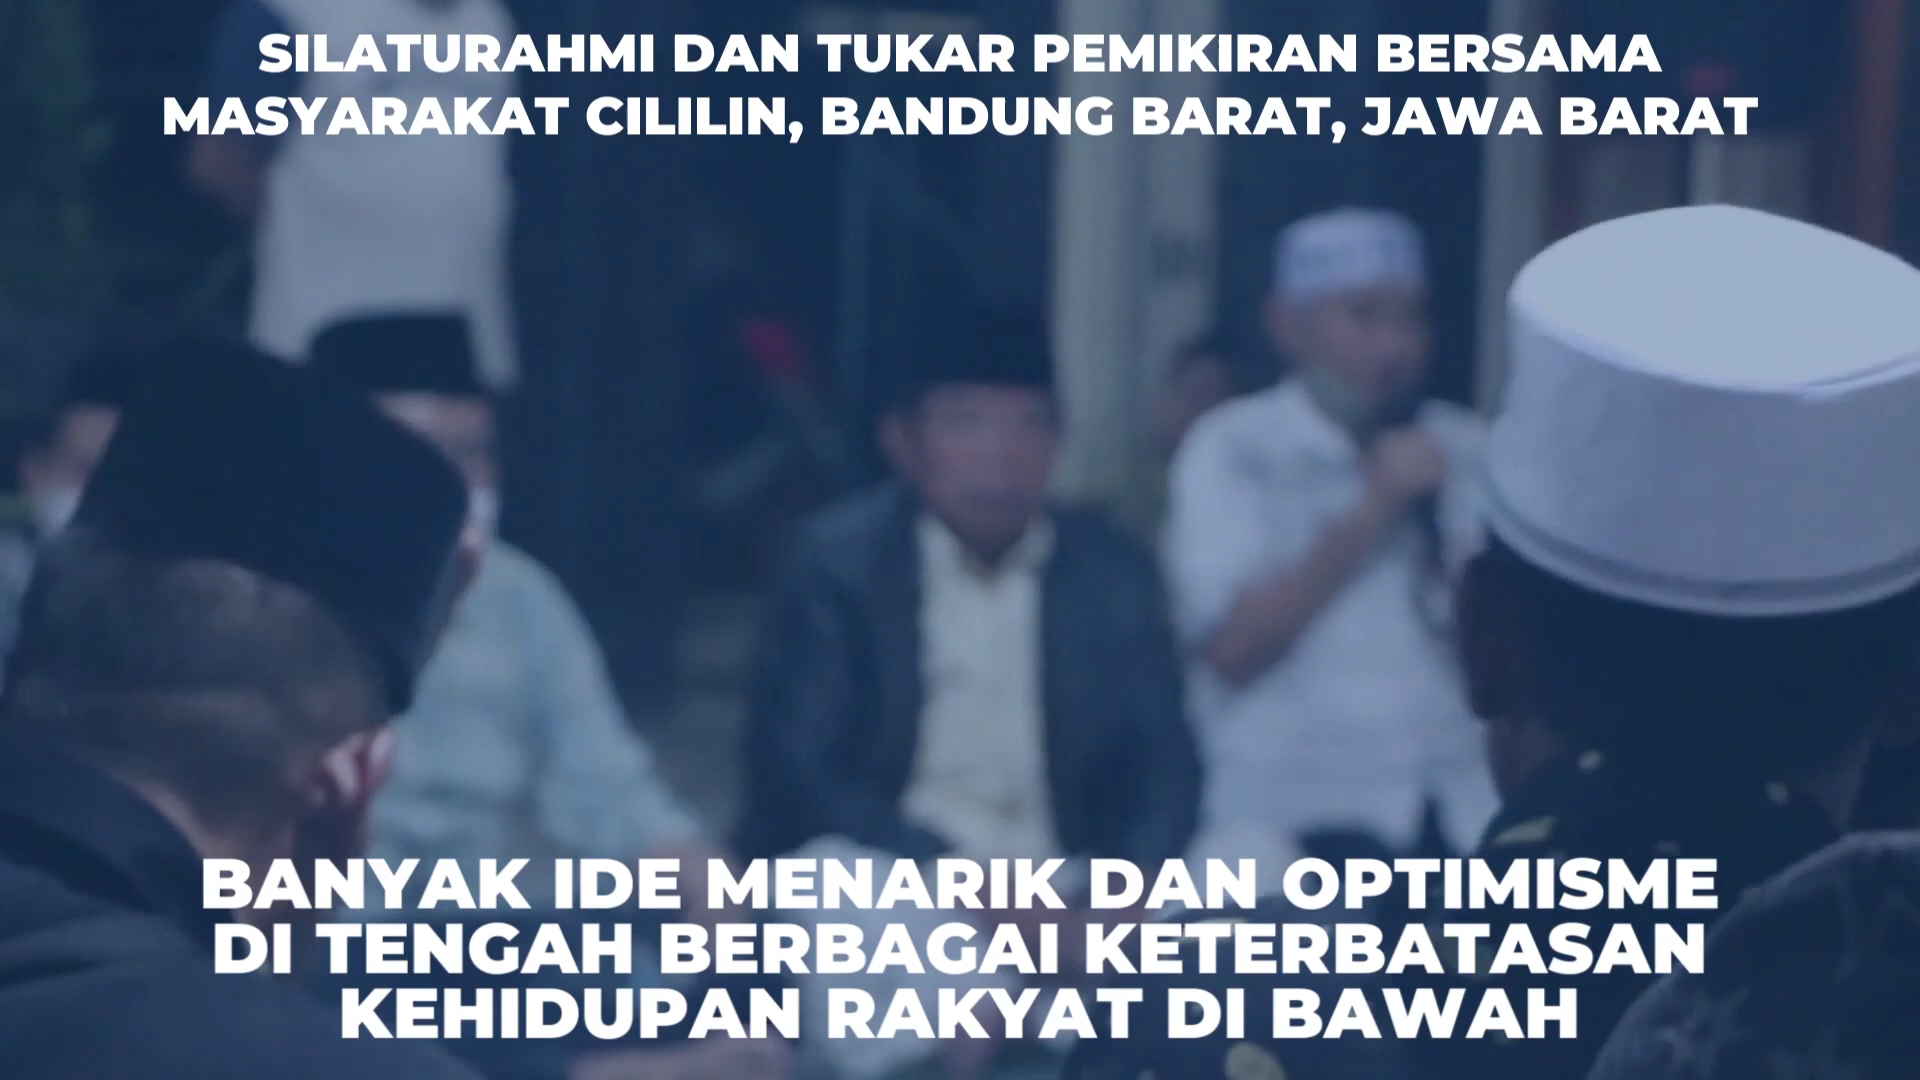 SILATURAHMI DAN TUKAR PEMIKIRAN BERSAMA
MASYARAKAT CILILIN, BANDUNG BARAT, JAWA BARAT
BANYAK IDE MENARIK DAN OPTIMISME
DI TENGAH BERBAGAI KETERBATASAN
KEHIDUPAN RAKYAT DI BAWAH